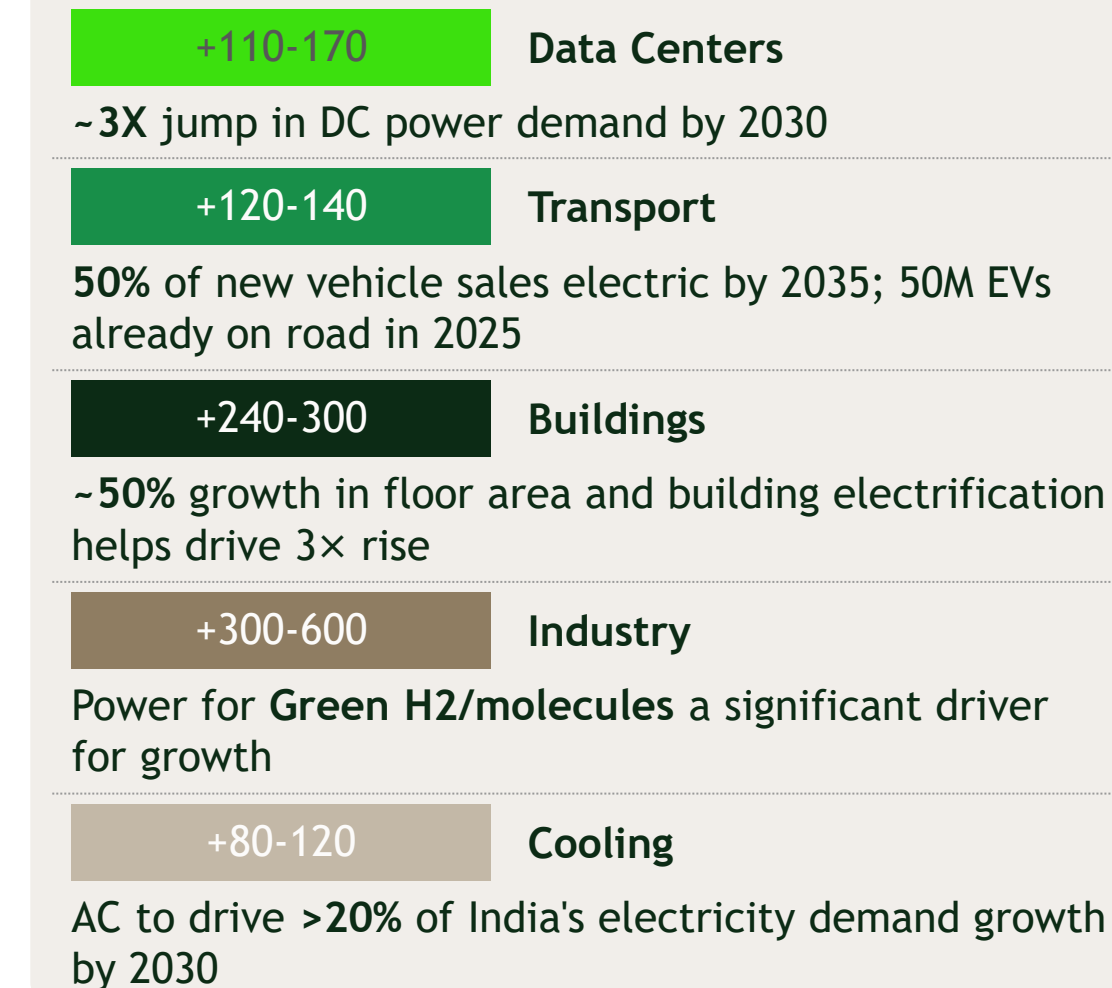 +110-170 Data Centers
~3X jump in DC power demand by 2030
+120-140 Transport
50% of new vehicle sales electric by 2035; 50M EVs
already on road in 2025
+240-300 Buildings
~50% growth in floor area and building electrification
helps drive 3× rise
+300-600 Industry
Power for Green H2/molecules a significant driver
for growth
+80-120 Cooling
AC to drive >20% of India's electricity demand growth
by 2030